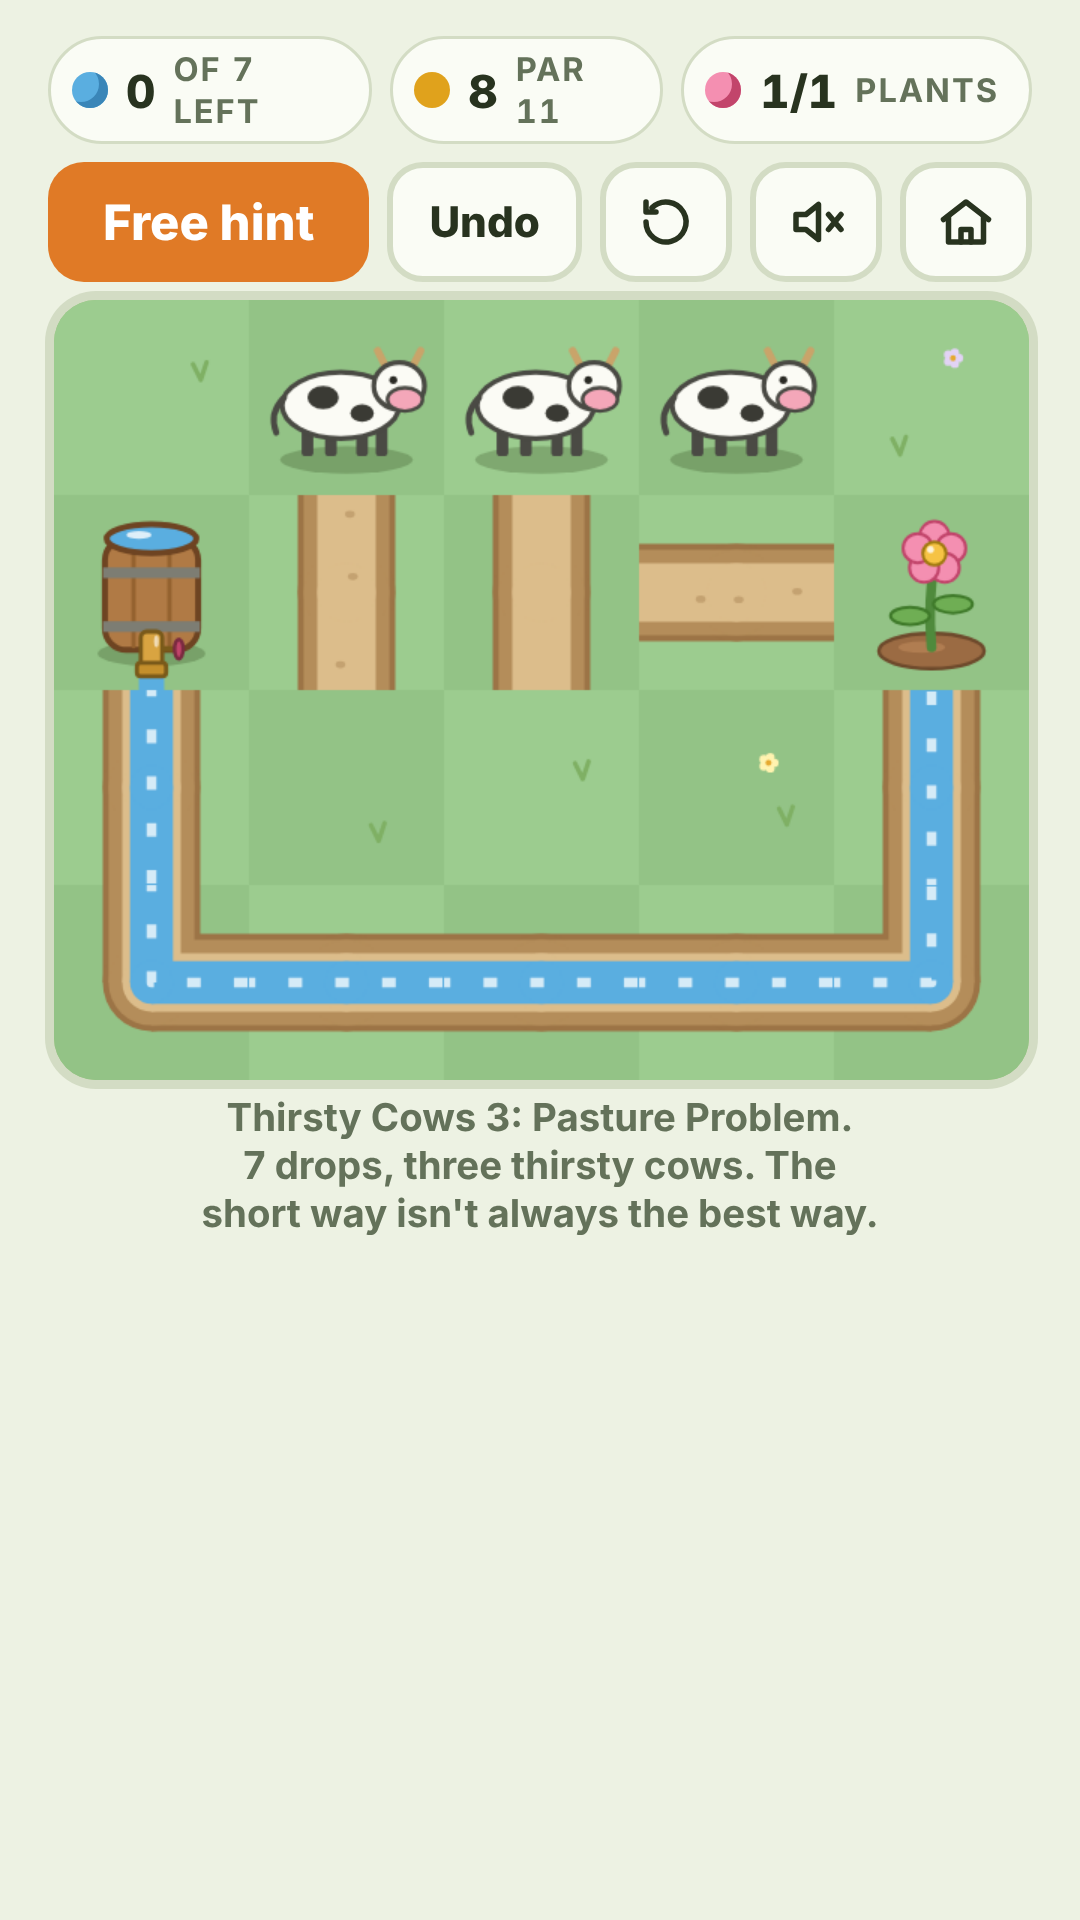 0 OF 7 LEFT
8 PAR 11
1/1 PLANTS
Free hint
Undo
Thirsty Cows 3: Pasture Problem.
7 drops, three thirsty cows. The
short way isn't always the best way.